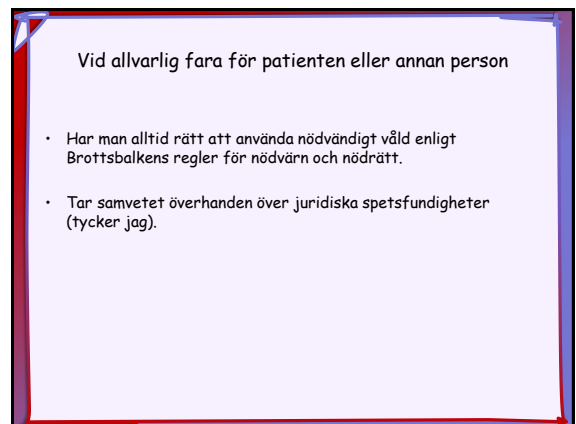 Vid allvarlig fara för patienten eller annan person
• Har man alltid rätt att använda nödvändigt våld enligt
Brottsbalkens regler för nödvärn och nödrätt.
• Tar samvetet överhanden över juridiska spetsfundigheter
(tycker jag).